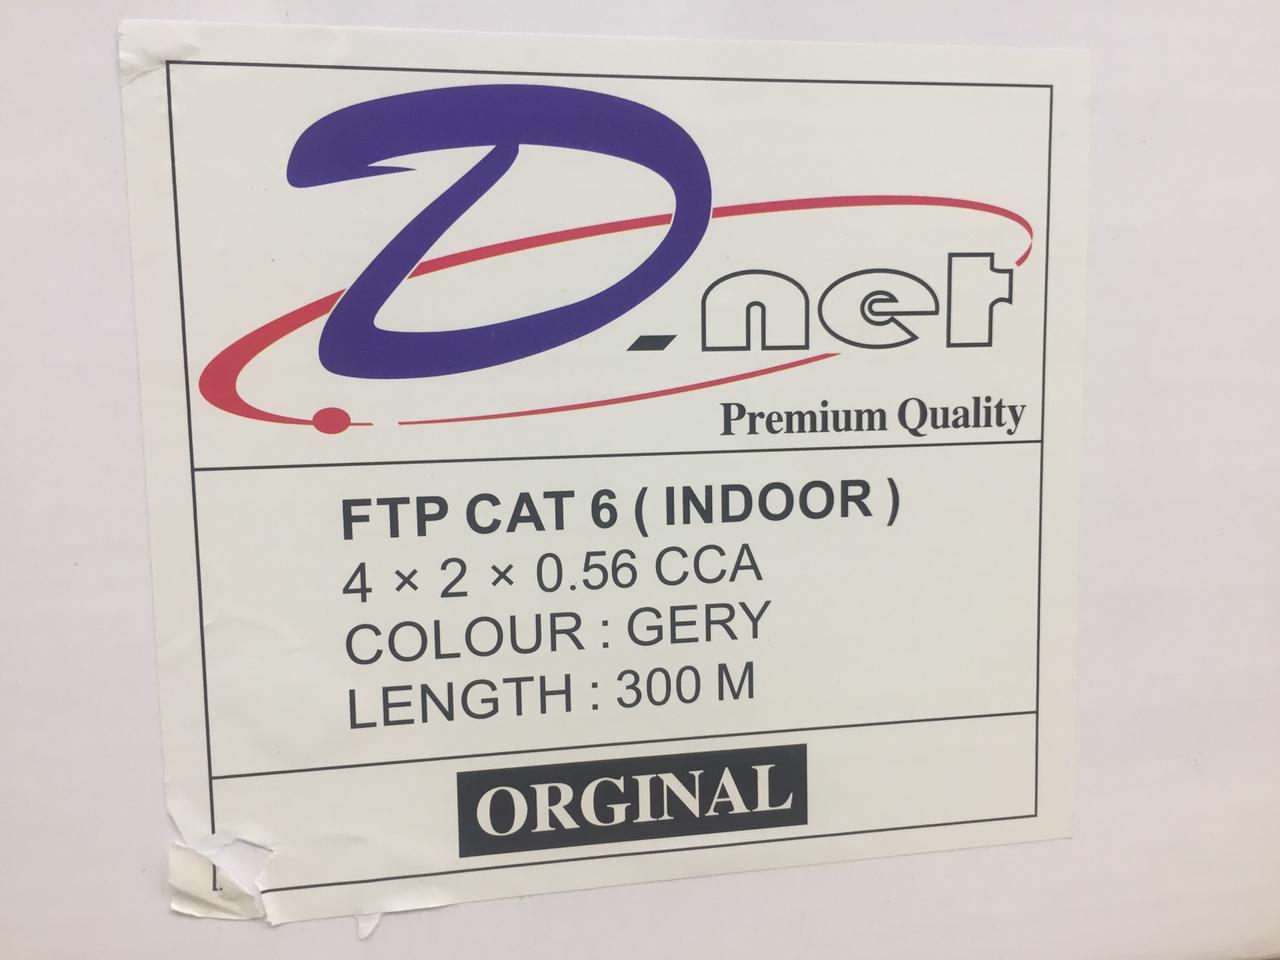 D-net
Premium Quality
FTP CAT 6 ( INDOOR )
4 × 2 × 0.56 CCA
COLOUR : GERY
LENGTH : 300 M
ORGINAL